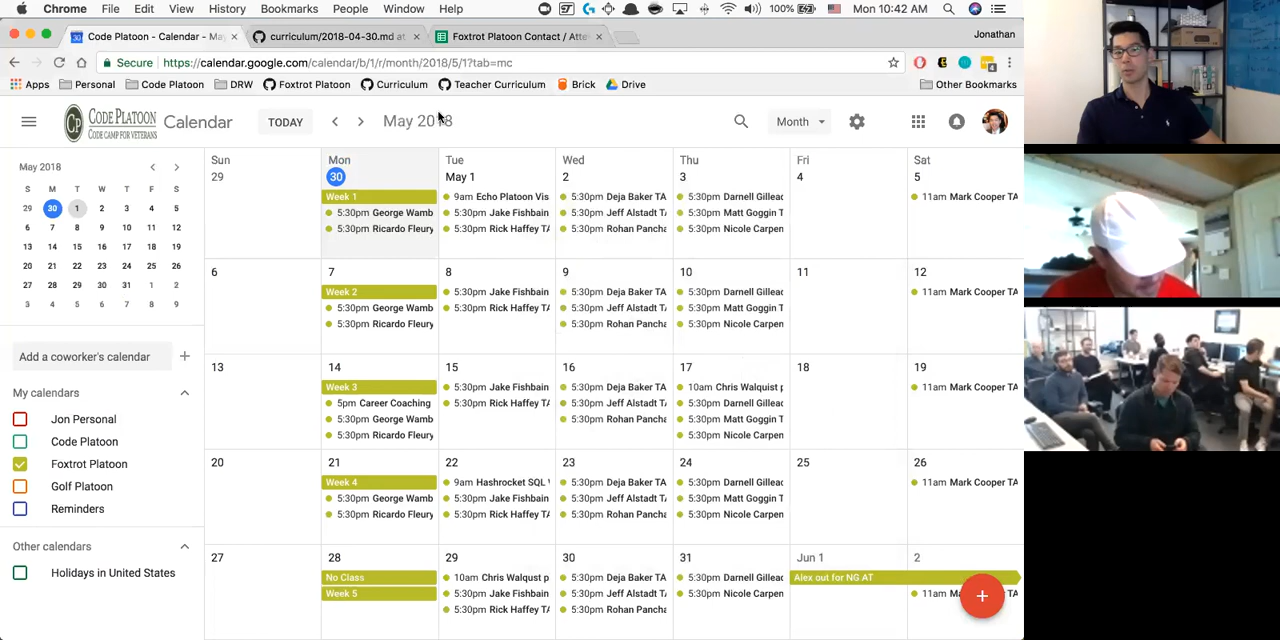 Chrome File Edit View History Bookmarks People Window Help 100% Mon 10:42 AM
Code Platoon - Calendar - Ma curriculum/2018-04-30.md at Foxtrot Platoon Contact / Atte Jonathan
Secure https://calendar.google.com/calendar/b/1/r/month/2018/5/1?tab=mc
Apps Personal Code Platoon DRW Foxtrot Platoon Curriculum Teacher Curriculum Brick Drive Other Bookmarks
CODE PLATOON
CODE CAMP FOR VETERANS
Calendar TODAY May 2018 Month
May 2018
S M T W T F S
29 30 1 2 3 4 5
6 7 8 9 10 11 12
13 14 15 16 17 18 19
20 21 22 23 24 25 26
27 28 29 30 31 1 2
3 4 5 6 7 8 9
Add a coworker's calendar
My calendars
Jon Personal
Code Platoon
Foxtrot Platoon
Golf Platoon
Reminders
Other calendars
Holidays in United States
Sun Mon Tue Wed Thu Fri Sat
29 30 May 1 2 3 4 5
Week 1 9am Echo Platoon Vis 5:30pm Deja Baker TA 5:30pm Darnell Gillead 11am Mark Cooper TA
5:30pm George Wamb 5:30pm Jake Fishbain 5:30pm Jeff Alstadt T 5:30pm Matt Goggin T
5:30pm Ricardo Fleury 5:30pm Rick Haffey TA 5:30pm Rohan Pancha 5:30pm Nicole Carpen
6 7 8 9 10 11 12
Week 2 5:30pm Jake Fishbain 5:30pm Deja Baker TA 5:30pm Darnell Gillead 11am Mark Cooper TA
5:30pm George Wamb 5:30pm Rick Haffey TA 5:30pm Jeff Alstadt T 5:30pm Matt Goggin T
5:30pm Ricardo Fleury 5:30pm Rohan Pancha 5:30pm Nicole Carpen
13 14 15 16 17 18 19
Week 3 5:30pm Jake Fishbain 5:30pm Deja Baker TA 10am Chris Walquist p 11am Mark Cooper TA
5pm Career Coaching 5:30pm Rick Haffey TA 5:30pm Jeff Alstadt T 5:30pm Darnell Gillead
5:30pm George Wamb 5:30pm Rohan Pancha 5:30pm Matt Goggin T
5:30pm Ricardo Fleury 5:30pm Nicole Carpen
20 21 22 23 24 25 26
Week 4 9am Hashrocket SQL 5:30pm Deja Baker TA 5:30pm Darnell Gillead 11am Mark Cooper TA
5:30pm George Wamb 5:30pm Jake Fishbain 5:30pm Jeff Alstadt T 5:30pm Matt Goggin T
5:30pm Ricardo Fleury 5:30pm Rick Haffey TA 5:30pm Rohan Pancha 5:30pm Nicole Carpen
27 28 29 30 31 Jun 1 2
No Class 10am Chris Walqust p 5:30pm Deja Baker TA 5:30pm Darnell Gillead Alex out for NG AT
Week 5 5:30pm Jake Fishbain 5:30pm Jeff Alstadt T 5:30pm Nicole Carpen 11am TA
5:30pm Rick Haffey TA 5:30pm Rohan Pancha